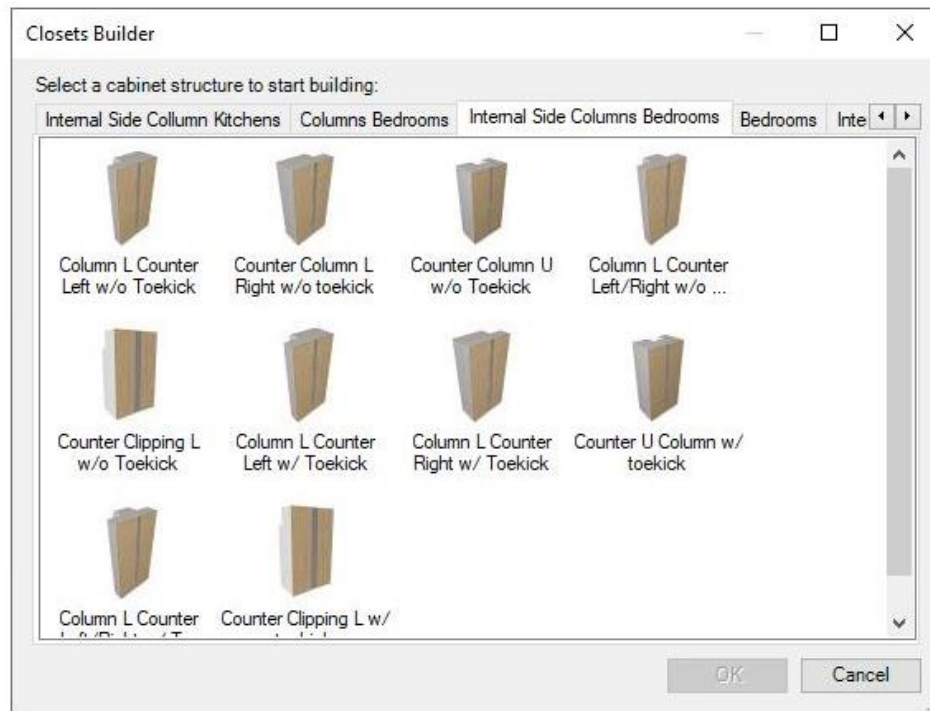 Closets Builder
Select a cabinet structure to start building:
Internal Side Collumn Kitchens Columns Bedrooms Internal Side Columns Bedrooms Bedrooms Inte
Column L Counter Counter Column L Counter Column U Column L Counter
Left w/o Toekick Right w/o toekick w/o Toekick Left/Right w/o ...
Counter Clipping L Column L Counter Column L Counter Counter U Column w/
w/o Toekick Left w/ Toekick Right w/ Toekick toekick
Column L Counter Counter Clipping L w/
OK Cancel